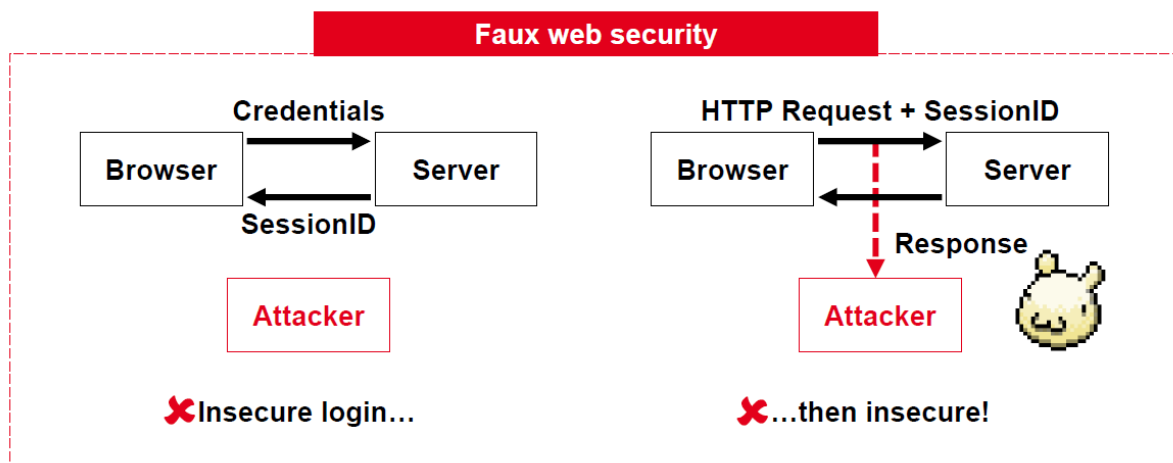 Faux web security
Credentials
Browser
Server
SessionID
Attacker
✘Insecure login…
HTTP Request + SessionID
Browser
Server
Response
Attacker
✘…then insecure!